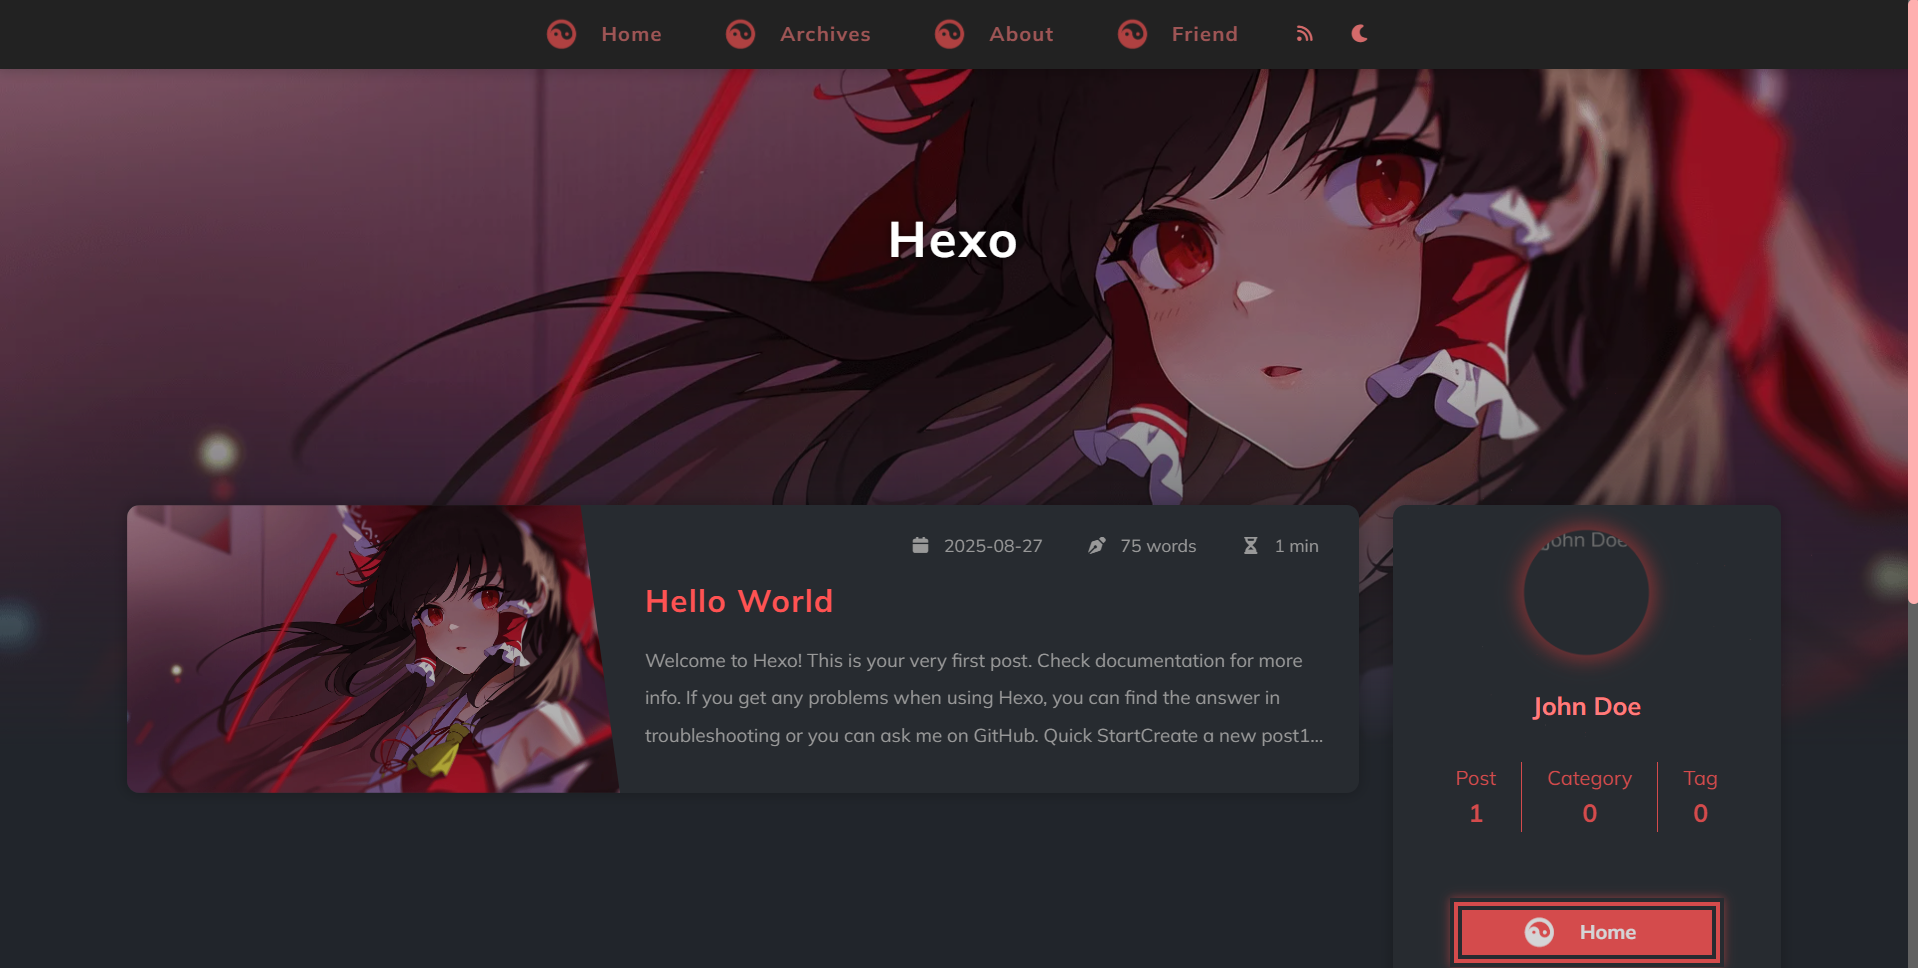 Home Archives About Friend
Hexo
2025-08-27 75 words 1 min
Hello World
Welcome to Hexo! This is your very first post. Check documentation for more
info. If you get any problems when using Hexo, you can find the answer in
troubleshooting or you can ask me on GitHub. Quick StartCreate a new post1...
John Doe
John Doe
Post Category Tag
1 0 0
Home